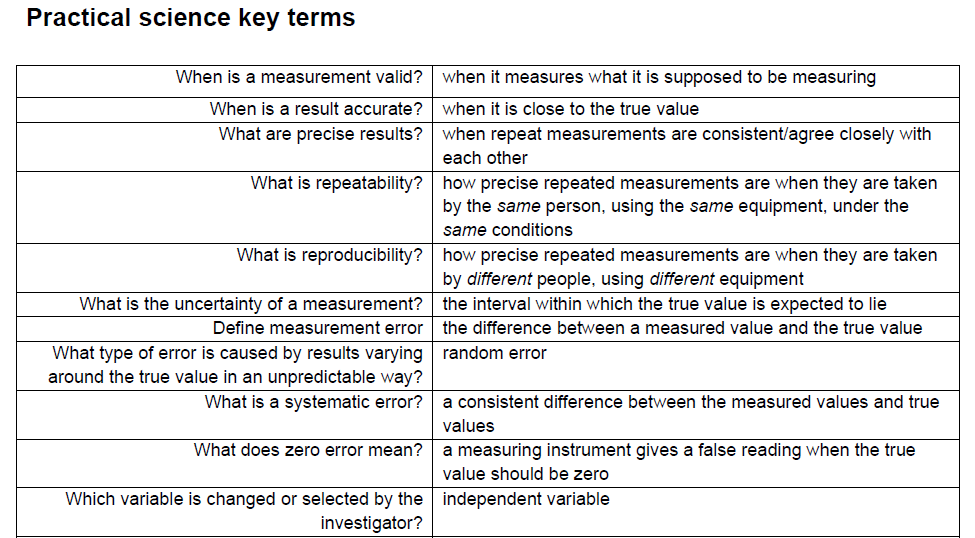 Practical science key terms
When is a measurement valid? when it measures what it is supposed to be measuring
When is a result accurate? when it is close to the true value
What are precise results? when repeat measurements are consistent/agree closely with
each other
What is repeatability? how precise repeated measurements are when they are taken
by the same person, using the same equipment, under the
same conditions
What is reproducibility? how precise repeated measurements are when they are taken
by different people, using different equipment
What is the uncertainty of a measurement? the interval within which the true value is expected to lie
Define measurement error the difference between a measured value and the true value
What type of error is caused by results varying
around the true value in an unpredictable way?
random error
What is a systematic error? a consistent difference between the measured values and true
values
What does zero error mean? a measuring instrument gives a false reading when the true
value should be zero
Which variable is changed or selected by the
investigator?
independent variable